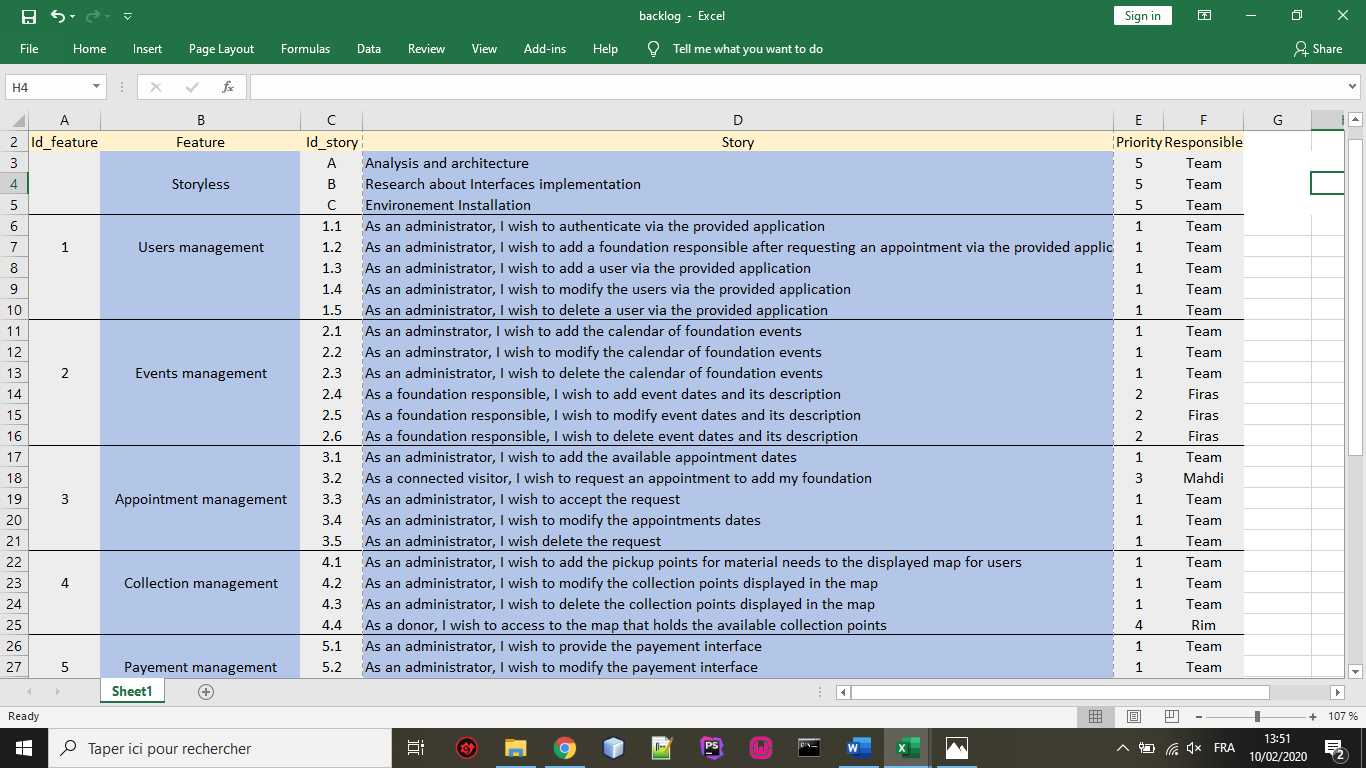 backlog - Excel
Sign in
File Home Insert Page Layout Formulas Data Review View Add-ins Help Tell me what you want to do Share
H4 fx
A B C D E F G
2 Id_feature Feature Id_story Story Priority Responsible
3 A Analysis and architecture 5 Team
4 Storyless B Research about Interfaces implementation 5 Team
5 C Environement Installation 5 Team
6 1.1 As an administrator, I wish to authenticate via the provided application 1 Team
7 1 Users management 1.2 As an administrator, I wish to add a foundation responsible after requesting an appointment via the provided applic 1 Team
8 1.3 As an administrator, I wish to add a user via the provided application 1 Team
9 1.4 As an administrator, I wish to modify the users via the provided application 1 Team
10 1.5 As an administrator, I wish to delete a user via the provided application 1 Team
11 2.1 As an adminstrator, I wish to add the calendar of foundation events 1 Team
12 2.2 As an adminstrator, I wish to modify the calendar of foundation events 1 Team
13 2 Events management 2.3 As an adminstrator, I wish to delete the calendar of foundation events 1 Team
14 2.4 As a foundation responsible, I wish to add event dates and its description 2 Firas
15 2.5 As a foundation responsible, I wish to modify event dates and its description 2 Firas
16 2.6 As a foundation responsible, I wish to delete event dates and its description 2 Firas
17 3.1 As an administrator, I wish to add the available appointment dates 1 Team
18 3.2 As a connected visitor, I wish to request an appointment to add my foundation 3 Mahdi
19 3 Appointment management 3.3 As an administrator, I wish to accept the request 1 Team
20 3.4 As an administrator, I wish to modify the appointments dates 1 Team
21 3.5 As an administrator, I wish delete the request 1 Team
22 4.1 As an administrator, I wish to add the pickup points for material needs to the displayed map for users 1 Team
23 4 Collection management 4.2 As an administrator, I wish to modify the collection points displayed in the map 1 Team
24 4.3 As an administrator, I wish to delete the collection points displayed in the map 1 Team
25 4.4 As a donor, I wish to access to the map that holds the available collection points 4 Rim
26 5.1 As an administrator, I wish to provide the payement interface 1 Team
27 5 Payement management 5.2 As an administrator, I wish to modify the payement interface 1 Team
Sheet1
Ready 107 %
Taper ici pour rechercher PS FRA 13:51
10/02/2020 2